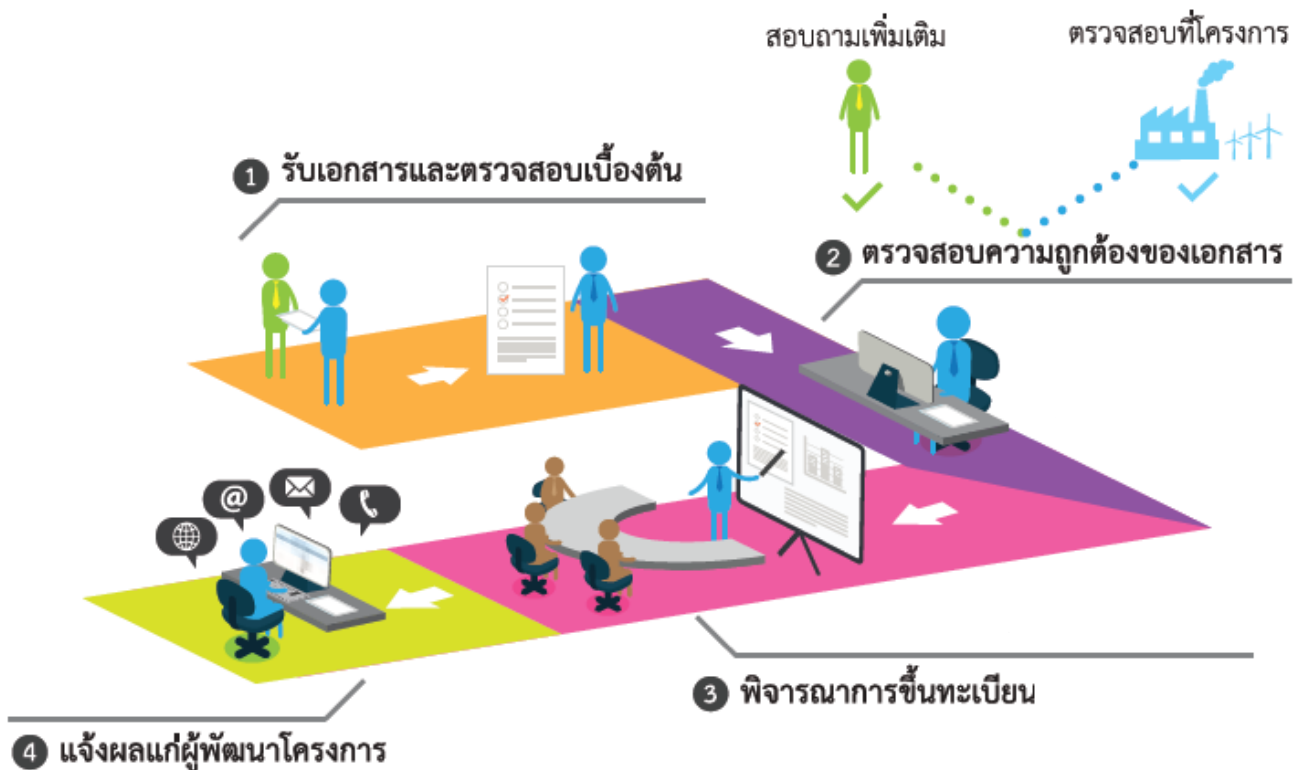 สอบถามเพิ่มเติม
ตรวจสอบที่โครงการ
1 รับเอกสารและตรวจสอบเบื้องต้น
2 ตรวจสอบความถูกต้องของเอกสาร
@
3 พิจารณาการขึ้นทะเบียน
4 แจ้งผลแก่ผู้พัฒนาโครงการ